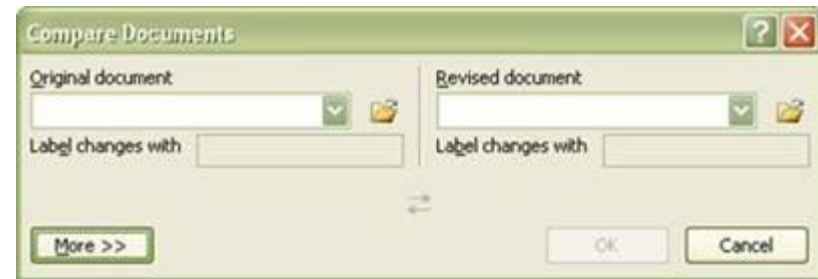 Compare Documents
Original document
Revised document
Label changes with
Label changes with
More >>
OK
Cancel